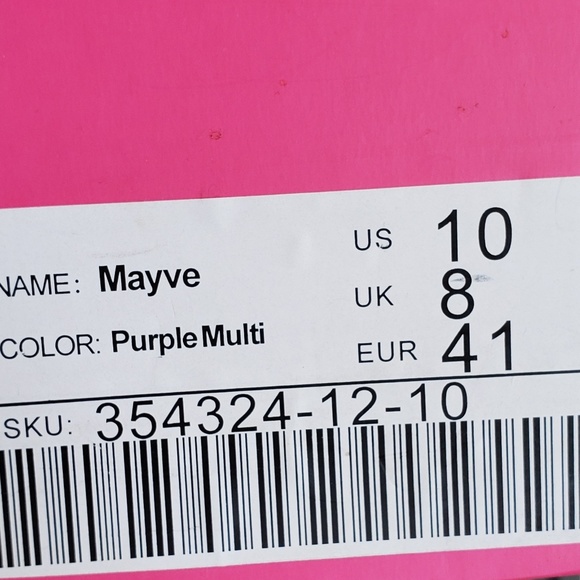 NAME: Mayve
COLOR: Purple Multi
US 10
UK 8
EUR 41
SKU: 354324-12-10